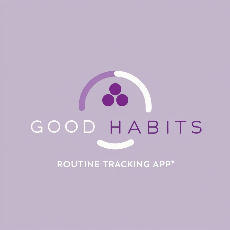 GOOD HABITS
ROUTINE TRACKING APP*